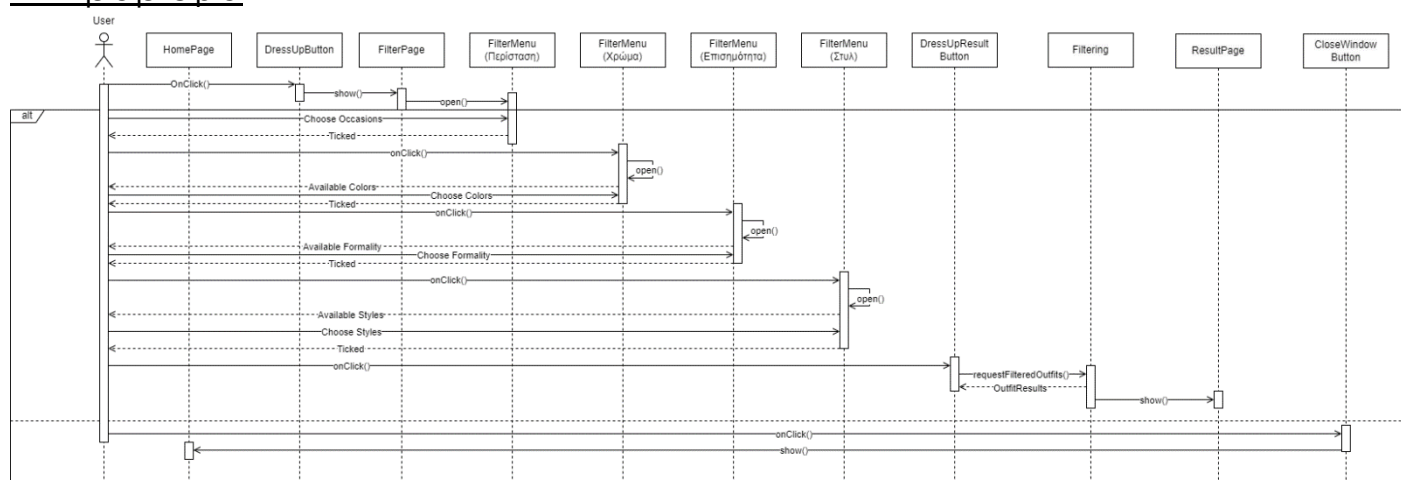 User
HomePage
DressUpButton
FilterPage
FilterMenu
(Περίσταση)
FilterMenu
(Χρώμα)
FilterMenu
(Επισημότητα)
FilterMenu
(Στυλ)
DressUpResult
Button
Filtering
ResultPage
CloseWindow
Button
OnClick()
show()
open()
alt
Choose Occasions
Ticked
onClick()
open()
Available Colors
Choose Colors
Ticked
onClick()
open()
Available Formality
Choose Formality
Ticked
onClick()
open()
Available Styles
Choose Styles
Ticked
onClick()
requestFilteredOutfits()
OutfitResults
show()
onClick()
show()